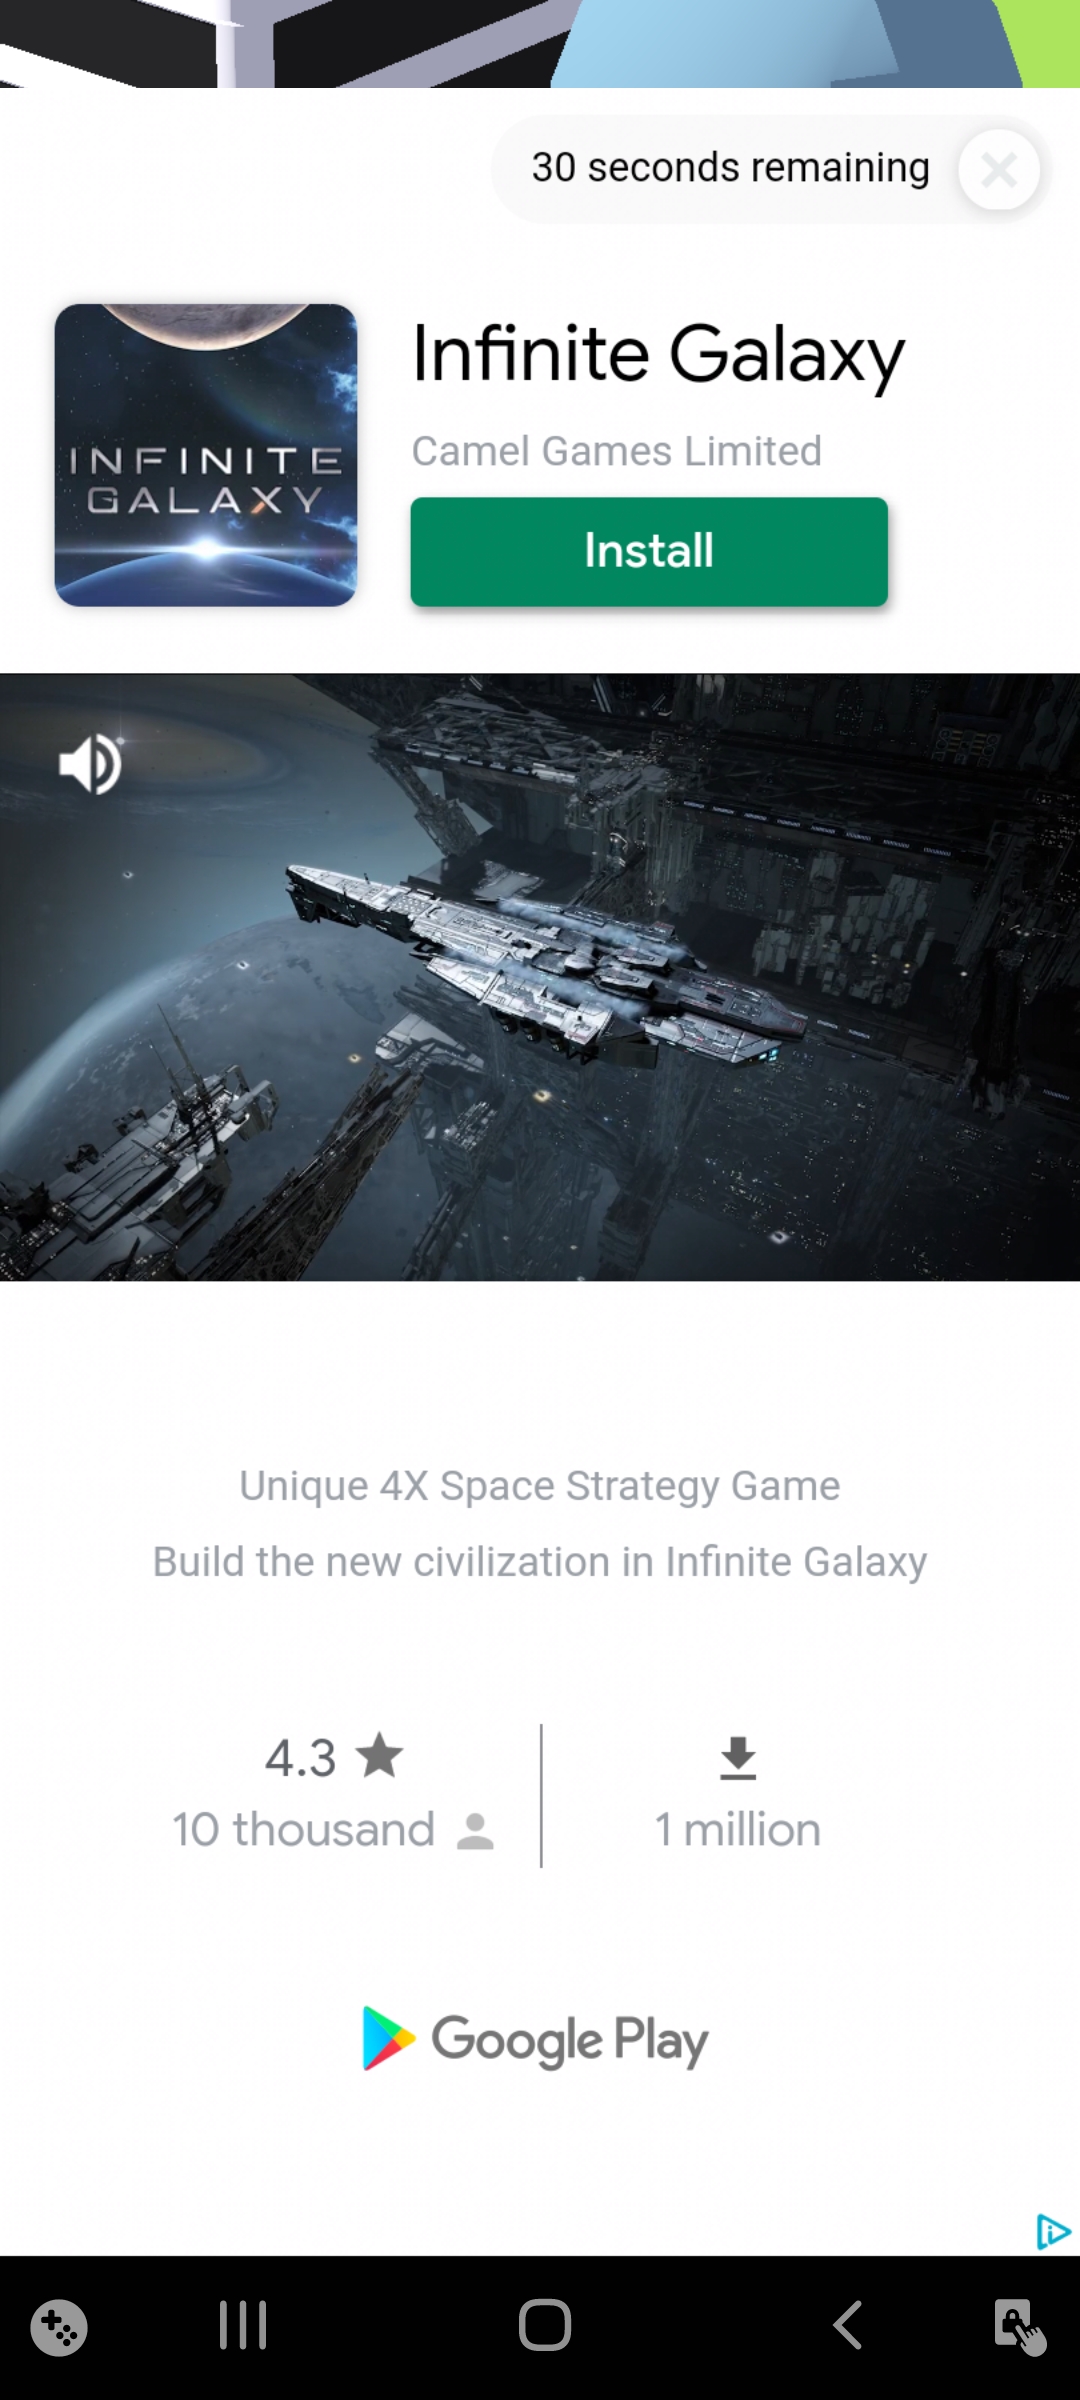 30 seconds remaining
INFINITE
GALAXY
Infinite Galaxy
Camel Games Limited
Install
Unique 4X Space Strategy Game
Build the new civilization in Infinite Galaxy
4.3
10 thousand
1 million
Google Play